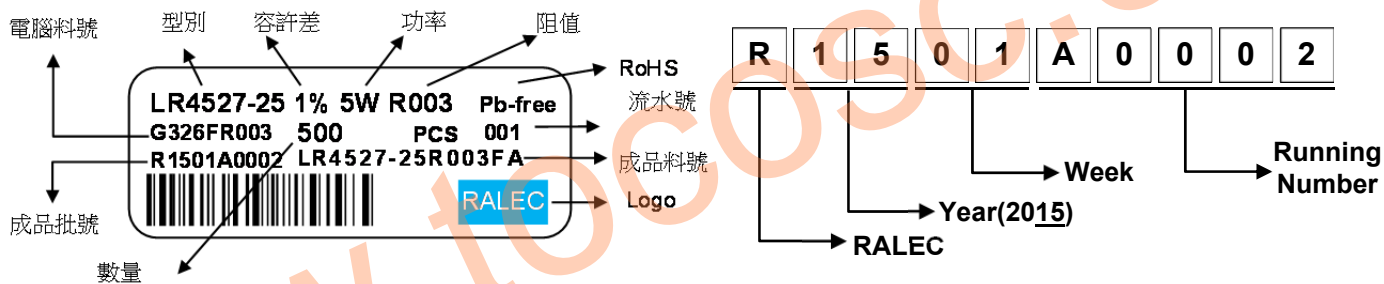 電腦料號 型別 容許差 功率 阻值
LR4527-25 1% 5W R003 Pb-free
RoHS
G326FR003 500 PCS 001
流水號
R1501A0002 LR4527-25R003FA
成品料號
RALEC
Logo
成品批號
數量
R 1 5 0 1 A 0 0 0 2
Running
Number
Week
Year(2015)
RALEC
www.tocosc.